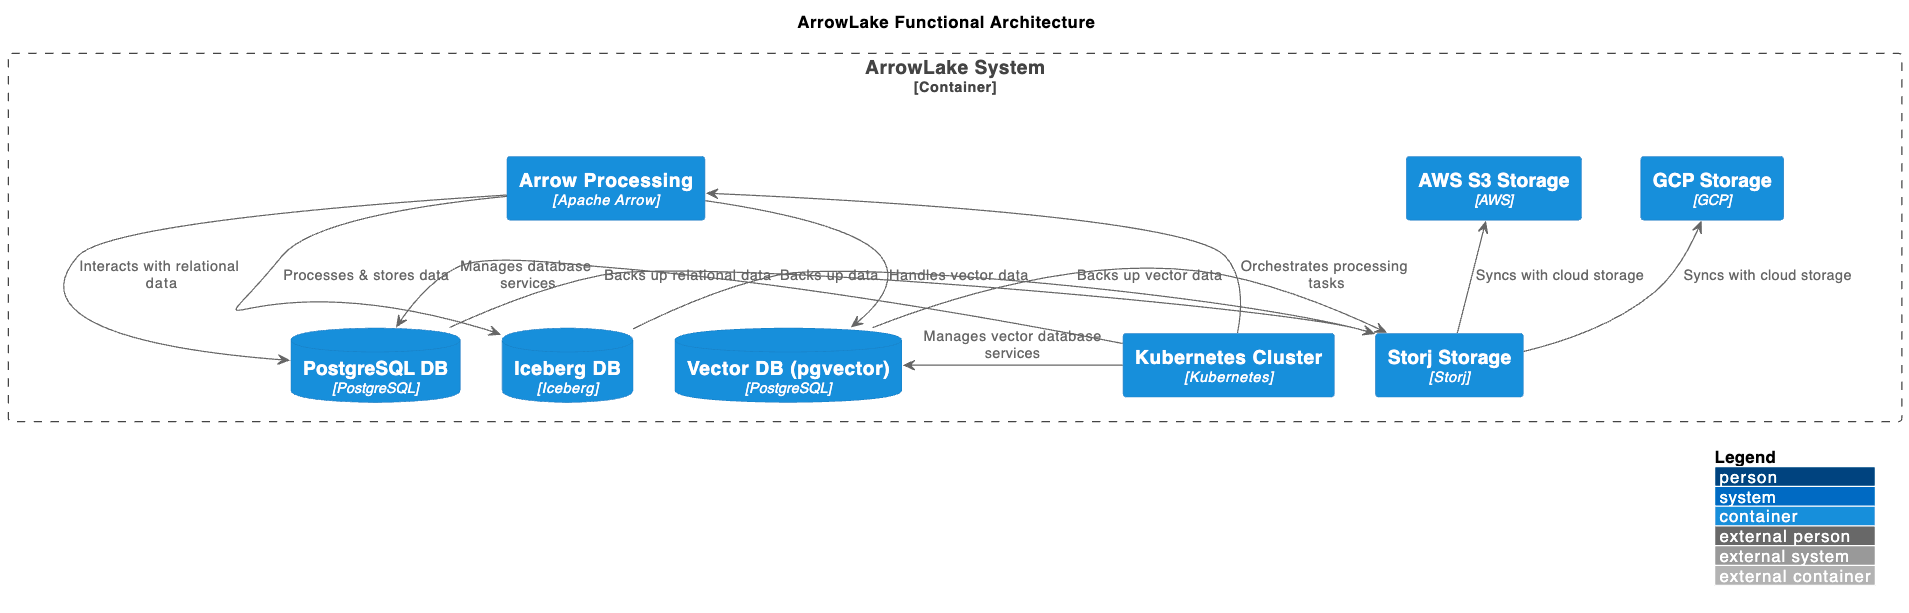 ArrowLake Functional Architecture
ArrowLake System
[Container]
Arrow Processing
[Apache Arrow]
AWS S3 Storage
[AWS]
GCP Storage
[GCP]
Interacts with relational
data
Processes & stores data
Manages database
services
Backs up relational data
Backs up data
Handles vector data
Backs up vector data
Orchestrates processing
tasks
Syncs with cloud storage
Syncs with cloud storage
Manages vector database
services
PostgreSQL DB
[PostgreSQL]
Iceberg DB
[Iceberg]
Vector DB (pgvector)
[PostgreSQL]
Kubernetes Cluster
[Kubernetes]
Storj Storage
[Storj]
Legend
person
system
container
external person
external system
external container